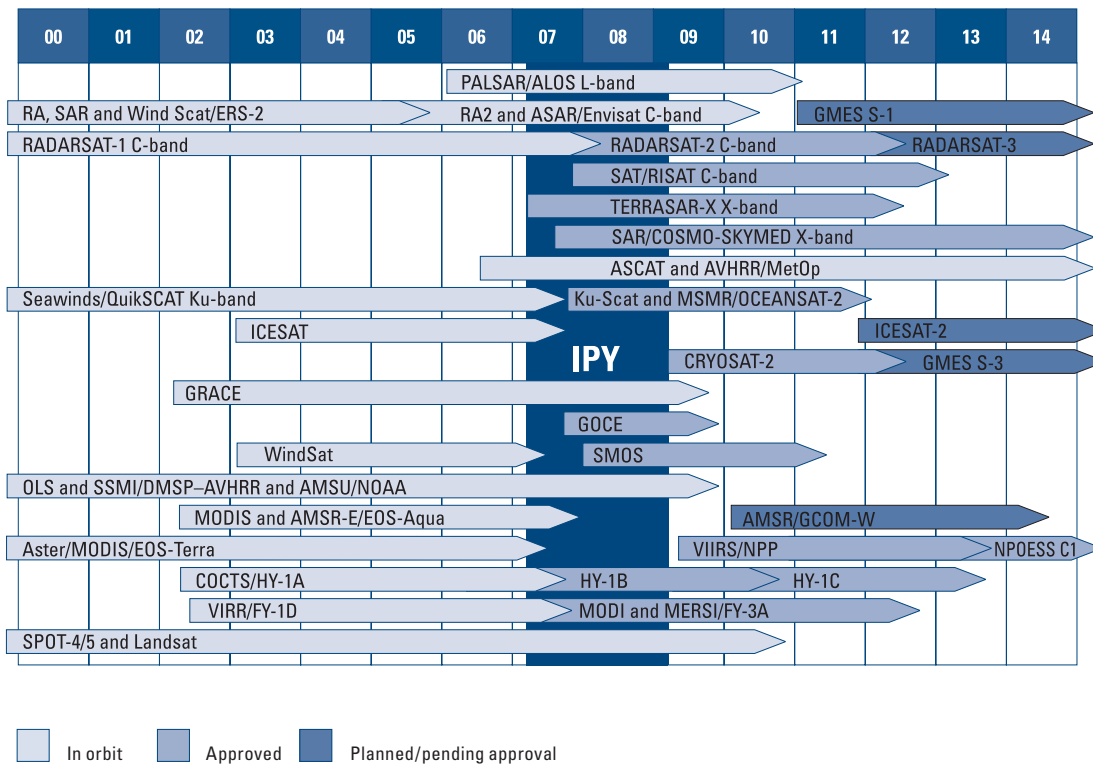 00 01 02 03 04 05 06 07 08 09 10 11 12 13 14
PALSAR/ALOS L-band
RA, SAR and Wind Scat/ERS-2 RA2 and ASAR/Envisat C-band GMES S-1
RADARSAT-1 C-band RADARSAT-2 C-band RADARSAT-3
SAT/RISAT C-band
TERRASAR-X X-band
SAR/COSMO-SKYMED X-band
ASCAT and AVHRR/MetOp
Seawinds/QuikSCAT Ku-band Ku-Scat and MSMR/OCEANSAT-2
ICESAT ICESAT-2
IPY
CRYOSAT-2 GMES S-3
GRACE
GOCE
WindSat SMOS
OLS and SSMI/DMSP–AVHRR and AMSU/NOAA
MODIS and AMSR-E/EOS-Aqua AMSR/GCOM-W
Aster/MODIS/EOS-Terra VIIRS/NPP NPOESS C1
COCTS/HY-1A HY-1B HY-1C
VIRR/FY-1D MODI and MERSI/FY-3A
SPOT-4/5 and Landsat
In orbit Approved Planned/pending approval